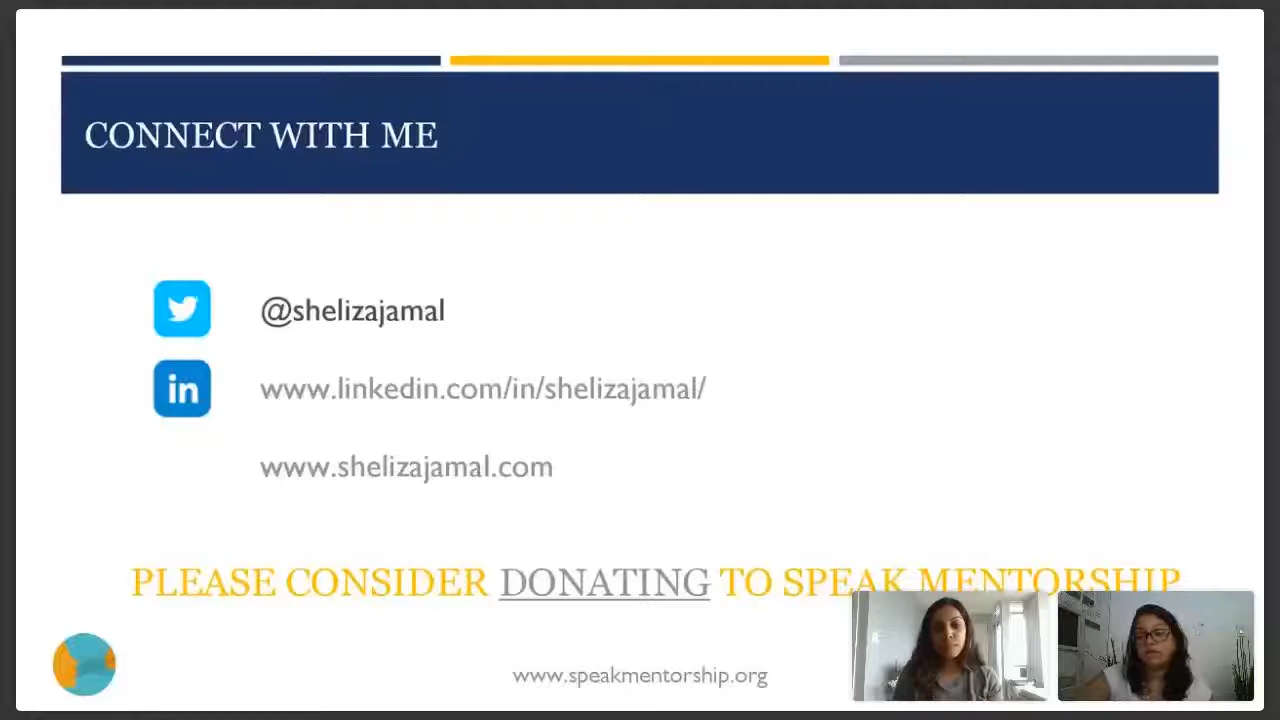 CONNECT WITH ME
@shelizajamal
in www.linkedin.com/in/shelizajamal/
www.shelizajamal.com
PLEASE CONSIDER DONATING TO SPEAK MENTORSHIP
www.speakmentorship.org